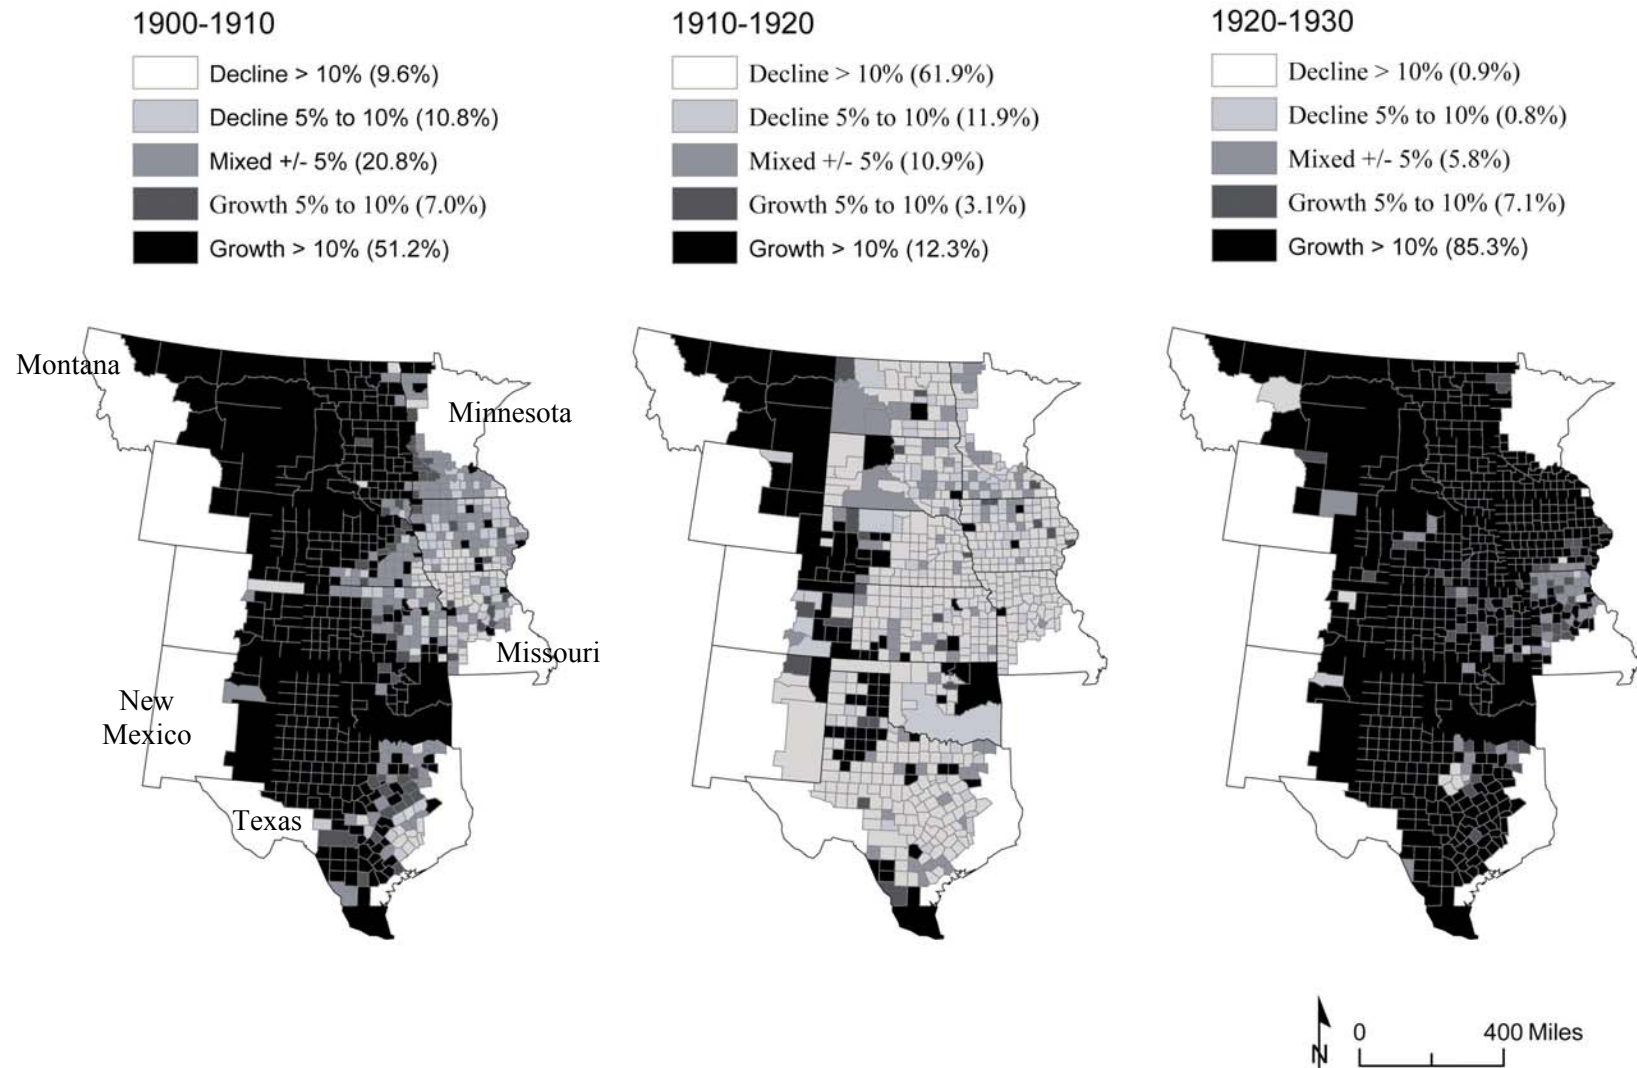 1900-1910
Decline > 10% (9.6%)
Decline 5% to 10% (10.8%)
Mixed +/- 5% (20.8%)
Growth 5% to 10% (7.0%)
Growth > 10% (51.2%)
1910-1920
Decline > 10% (61.9%)
Decline 5% to 10% (11.9%)
Mixed +/- 5% (10.9%)
Growth 5% to 10% (3.1%)
Growth > 10% (12.3%)
1920-1930
Decline > 10% (0.9%)
Decline 5% to 10% (0.8%)
Mixed +/- 5% (5.8%)
Growth 5% to 10% (7.1%)
Growth > 10% (85.3%)
Montana
Minnesota
Missouri
New
Mexico
Texas
N
0 400 Miles